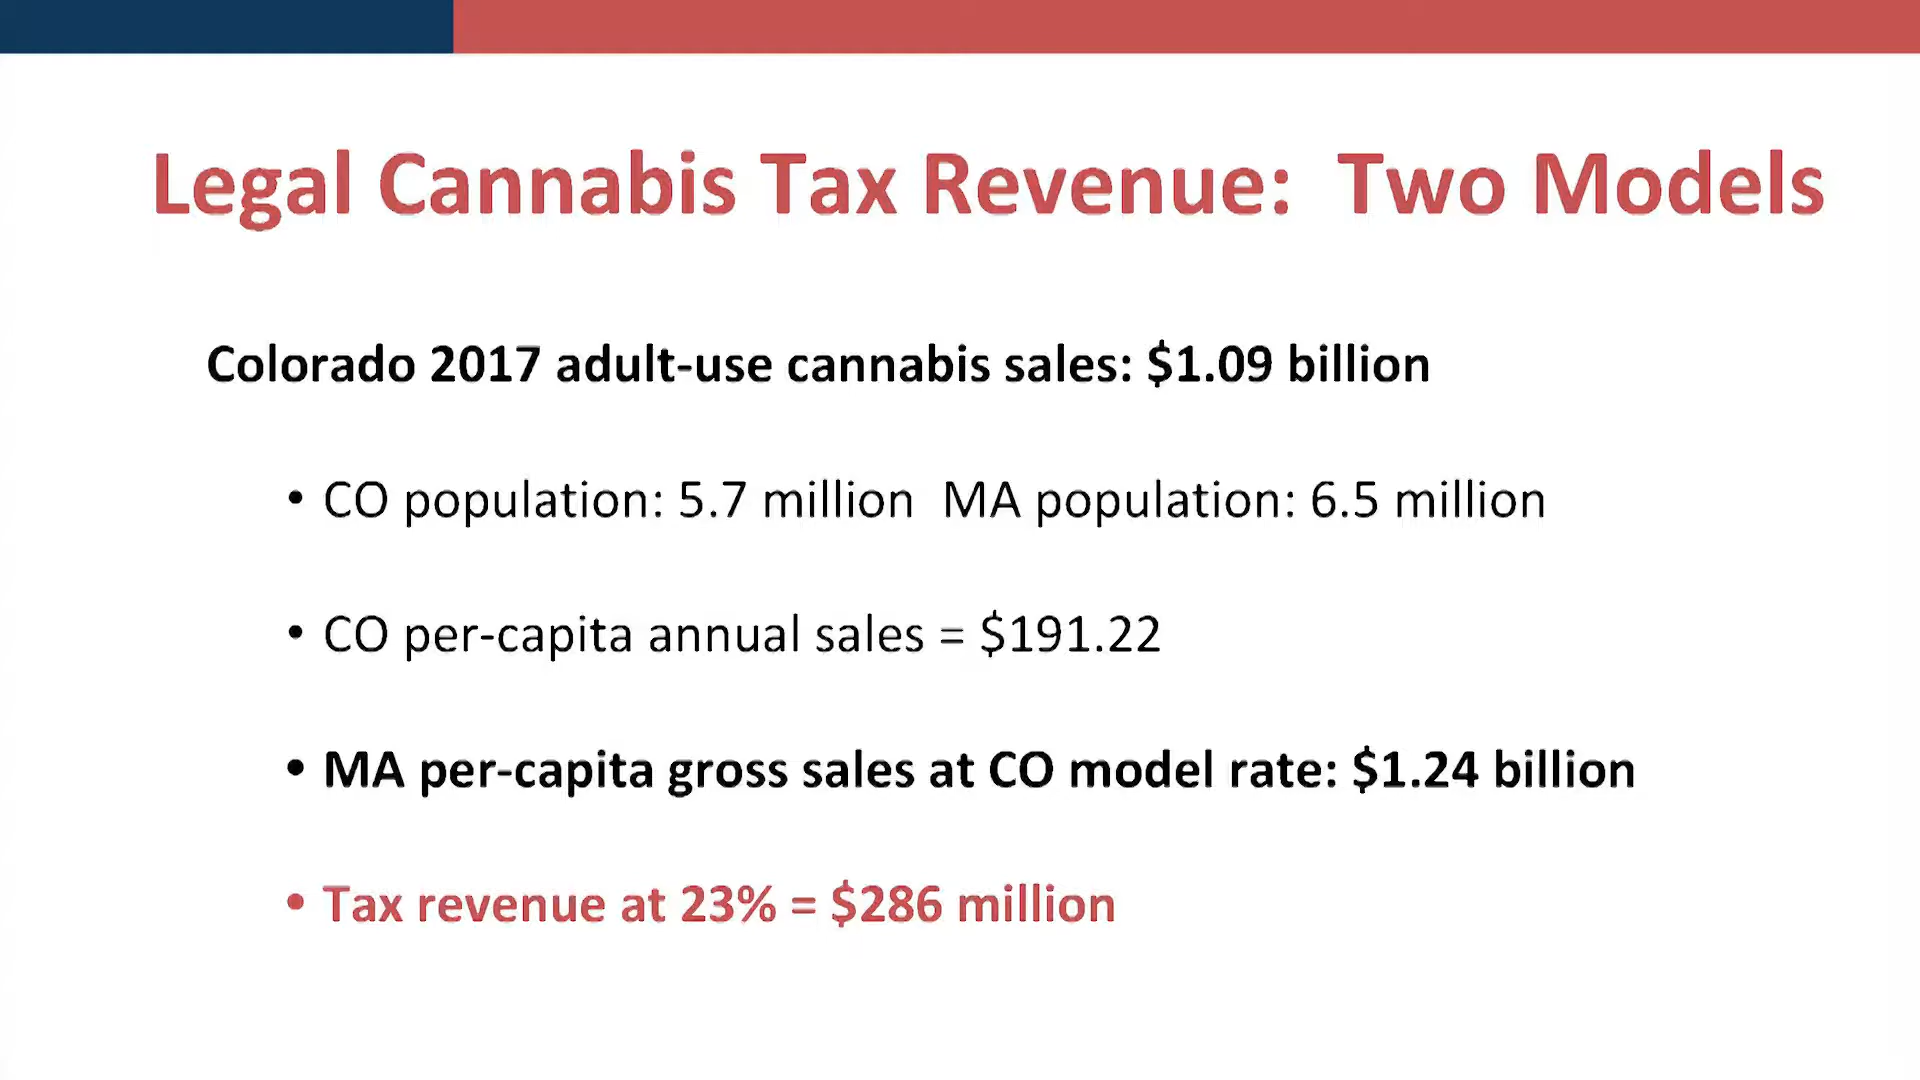 Legal Cannabis Tax Revenue:  Two Models
Colorado 2017 adult-use cannabis sales: $1.09 billion
• CO population: 5.7 million  MA population: 6.5 million
• CO per-capita annual sales = $191.22
• MA per-capita gross sales at CO model rate: $1.24 billion
• Tax revenue at 23% = $286 million